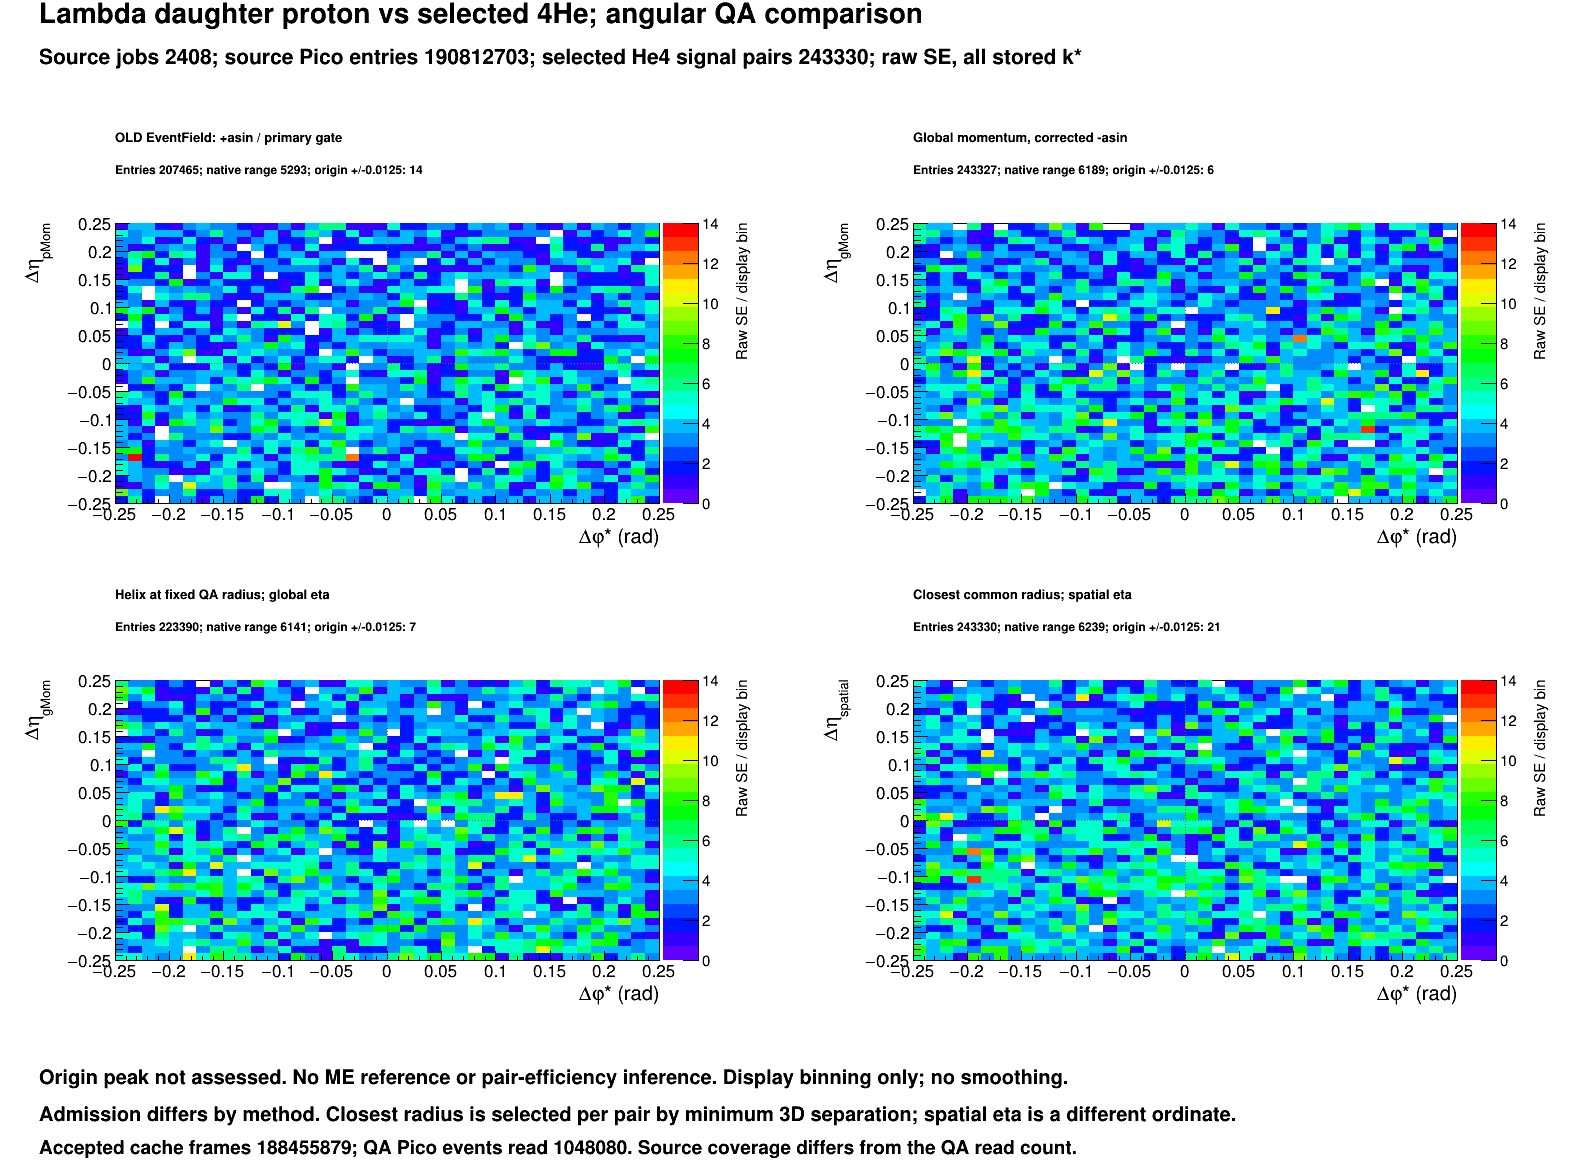 Lambda daughter proton vs selected 4He; angular QA comparison
Source jobs 2408; source Pico entries 190812703; selected He4 signal pairs 243330; raw SE, all stored k*
OLD EventField: +asin / primary gate
Entries 207465; native range 5293; origin +/-0.0125: 14
Δη pMom
0.25
0.2
0.15
0.1
0.05
0
−0.05
−0.1
−0.15
−0.2
−0.25
−0.25 −0.2 −0.15 −0.1 −0.05 0 0.05 0.1 0.15 0.2 0.25
Δφ* (rad)
14
12
10
8
6
4
2
0
Raw SE / display bin
Global momentum, corrected -asin
Entries 243327; native range 6189; origin +/-0.0125: 6
Δη gMom
0.25
0.2
0.15
0.1
0.05
0
−0.05
−0.1
−0.15
−0.2
−0.25
−0.25 −0.2 −0.15 −0.1 −0.05 0 0.05 0.1 0.15 0.2 0.25
Δφ* (rad)
14
12
10
8
6
4
2
0
Raw SE / display bin
Helix at fixed QA radius; global eta
Entries 223390; native range 6141; origin +/-0.0125: 7
Δη gMom
0.25
0.2
0.15
0.1
0.05
0
−0.05
−0.1
−0.15
−0.2
−0.25
−0.25 −0.2 −0.15 −0.1 −0.05 0 0.05 0.1 0.15 0.2 0.25
Δφ* (rad)
14
12
10
8
6
4
2
0
Raw SE / display bin
Closest common radius; spatial eta
Entries 243330; native range 6239; origin +/-0.0125: 21
Δη spatial
0.25
0.2
0.15
0.1
0.05
0
−0.05
−0.1
−0.15
−0.2
−0.25
−0.25 −0.2 −0.15 −0.1 −0.05 0 0.05 0.1 0.15 0.2 0.25
Δφ* (rad)
14
12
10
8
6
4
2
0
Raw SE / display bin
Origin peak not assessed. No ME reference or pair-efficiency inference. Display binning only; no smoothing.
Admission differs by method. Closest radius is selected per pair by minimum 3D separation; spatial eta is a different ordinate.
Accepted cache frames 188455879; QA Pico events read 1048080. Source coverage differs from the QA read count.